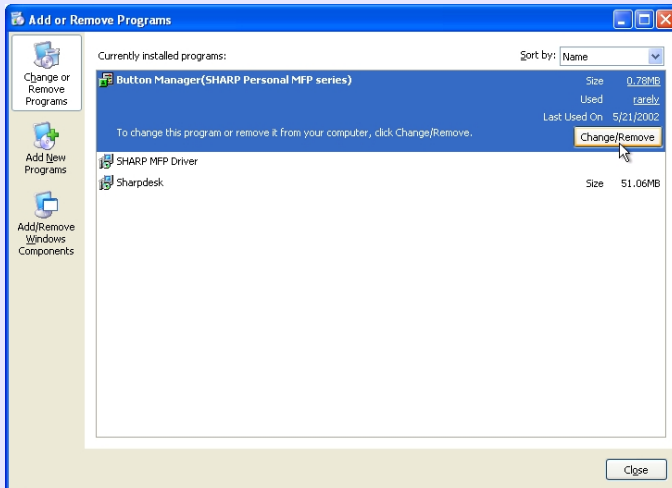 Add or Remove Programs
Change or
Remove
Programs
Add New
Programs
Add/Remove
Windows
Components
Currently installed programs:
Sort by: Name
Button Manager(SHARP Personal MFP series)
Size 0.78MB
Used rarely
Last Used On 5/21/2002
To change this program or remove it from your computer, click Change/Remove.
Change/Remove
SHARP MFP Driver
Sharpdesk
Size 51.06MB
Close